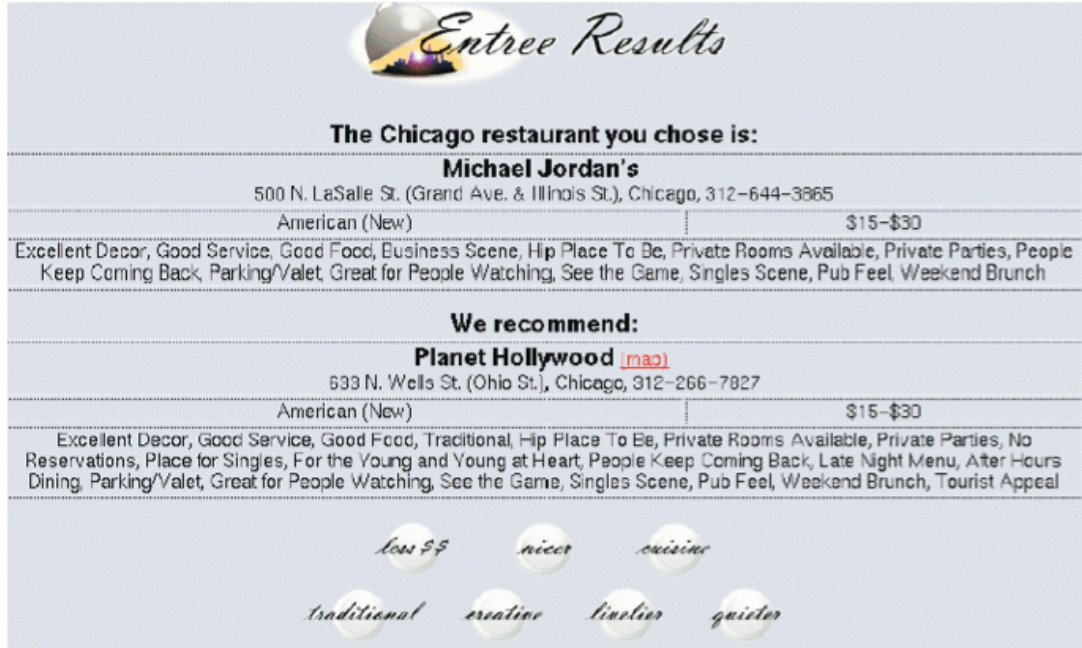 Entree Results
The Chicago restaurant you chose is:
Michael Jordan's
500 N. LaSalle St. (Grand Ave. & Illinois St.), Chicago, 312-644-3865
American (New) $15-$30
Excellent Decor, Good Service, Good Food, Business Scene, Hip Place To Be, Private Rooms Available, Private Parties, People
Keep Coming Back, Parking/Valet, Great for People Watching, See the Game, Singles Scene, Pub Feel, Weekend Brunch
We recommend:
Planet Hollywood (map)
633 N. Wells St. (Ohio St.), Chicago, 312-266-7827
American (New) $15-$30
Excellent Decor, Good Service, Good Food, Traditional, Hip Place To Be, Private Rooms Available, Private Parties, No
Reservations, Place for Singles, For the Young and Young at Heart, People Keep Coming Back, Late Night Menu, After Hours
Dining, Parking/Valet, Great for People Watching, See the Game, Singles Scene, Pub Feel, Weekend Brunch, Tourist Appeal
less $$ nicer cuisine
traditional creative livelier quieter